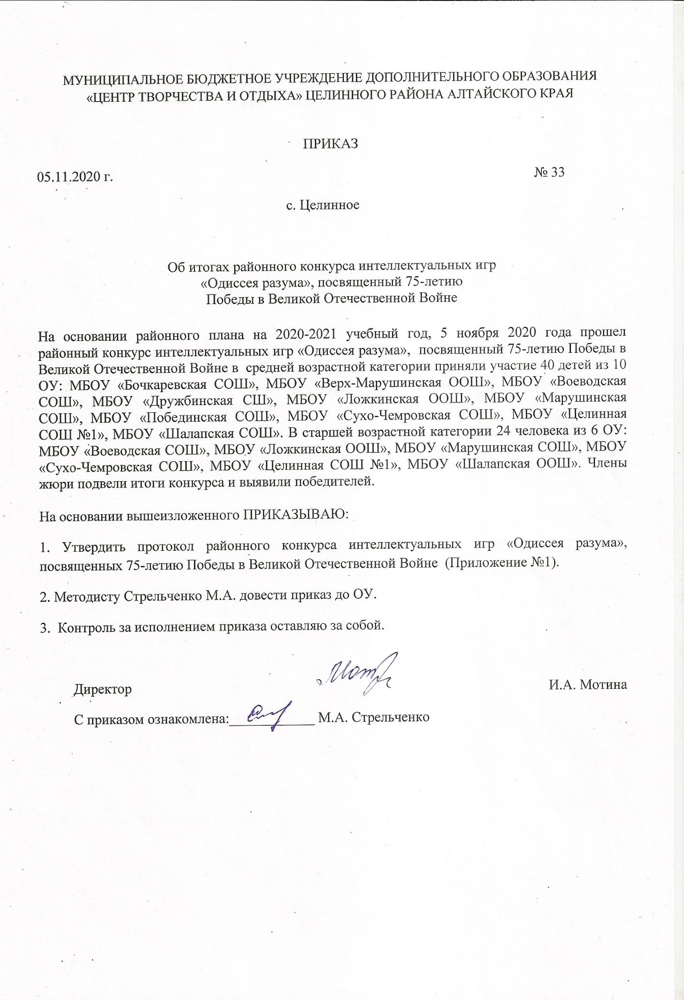 МУНИЦИПАЛЬНОЕ БЮДЖЕТНОЕ УЧРЕЖДЕНИЕ ДОПОЛНИТЕЛЬНОГО ОБРАЗОВАНИЯ
«ЦЕНТР ТВОРЧЕСТВА И ОТДЫХА» ЦЕЛИННОГО РАЙОНА АЛТАЙСКОГО КРАЯ
ПРИКАЗ
05.11.2020 г. № 33
с. Целинное
Об итогах районного конкурса интеллектуальных игр
«Одиссея разума», посвященный 75-летию
Победы в Великой Отечественной Войне
На основании районного плана на 2020-2021 учебный год, 5 ноября 2020 года прошел
районный конкурс интеллектуальных игр «Одиссея разума», посвященный 75-летию Победы в
Великой Отечественной Войне в средней возрастной категории приняли участие 40 детей из 10
ОУ: МБОУ «Бочкаревская СОШ», МБОУ «Верх-Марушинская ООШ», МБОУ «Воеводская
СОШ», МБОУ «Дружбинская СШ», МБОУ «Ложкинская ООШ», МБОУ «Марушинская
СОШ», МБОУ «Побединская СОШ», МБОУ «Сухо-Чемровская СОШ», МБОУ «Целинная
СОШ №1», МБОУ «Шалапская СОШ». В старшей возрастной категории 24 человека из 6 ОУ:
МБОУ «Воеводская СОШ», МБОУ «Ложкинская ООШ», МБОУ «Марушинская СОШ», МБОУ
«Сухо-Чемровская СОШ», МБОУ «Целинная СОШ №1», МБОУ «Шалапская ООШ». Члены
жюри подвели итоги конкурса и выявили победителей.
На основании вышеизложенного ПРИКАЗЫВАЮ:
1. Утвердить протокол районного конкурса интеллектуальных игр «Одиссея разума»,
посвященных 75-летию Победы в Великой Отечественной Войне (Приложение №1).
2. Методисту Стрельченко М.А. довести приказ до ОУ.
3. Контроль за исполнением приказа оставляю за собой.
Директор И.А. Мотина
С приказом ознакомлена:____________ М.А. Стрельченко